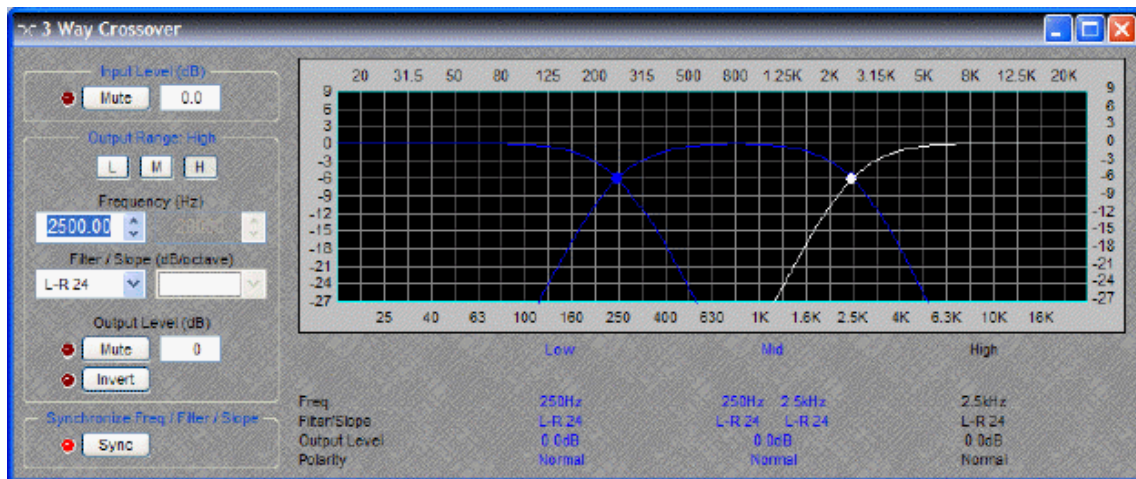 3 Way Crossover
Input Level (dB)
Mute 0.0
Output Range: High
L M H
Frequency (Hz)
2500.00 20000
Filter / Slope (dB/octave)
L-R 24
Output Level (dB)
Mute 0
Invert
Synchronize Freq / Filter / Slope
Sync
20 31.5 50 80 125 200 315 500 800 1.25K 2K 3.15K 5K 8K 12.5K 20K
9 9
6 6
3 3
0 0
-3 -3
-6 -6
-9 -9
-12 -12
-15 -15
-18 -18
-21 -21
-24 -24
-27 -27
25 40 63 100 160 250 400 630 1K 1.6K 2.5K 4K 6.3K 10K 16K
Low Mid High
Freq 250Hz 250Hz 2.5kHz 2.5kHz
Filter/Slope L-R 24 L-R 24 L-R 24 L-R 24
Output Level 0.0dB 0.0dB 0.0dB
Polarity Normal Normal Normal